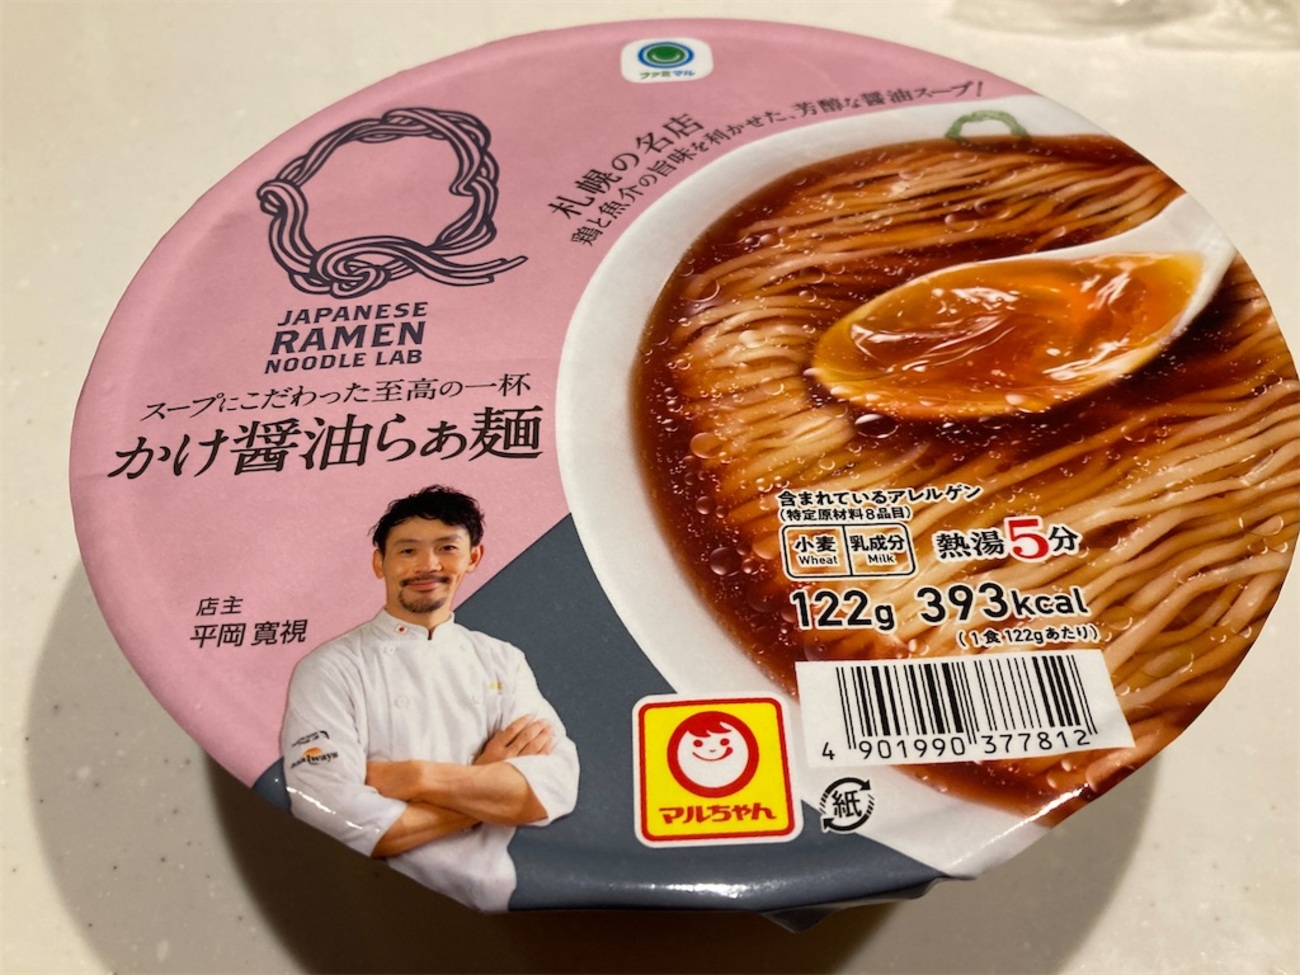 ファミマル
札幌の名店
鶏と魚介の旨味を利かせた、芳醇な醤油スープ!
JAPANESE
RAMEN
NOODLE LAB
スープにこだわった至高の一杯
かけ醤油らぁ麺
店主
平岡 寛視
含まれているアレルゲン
(特定原材料8品目)
小麦 乳成分
Wheat Milk
熱湯5分
122g 393kcal
(1食122gあたり)
4 901990 377812
マルちゃん
紙